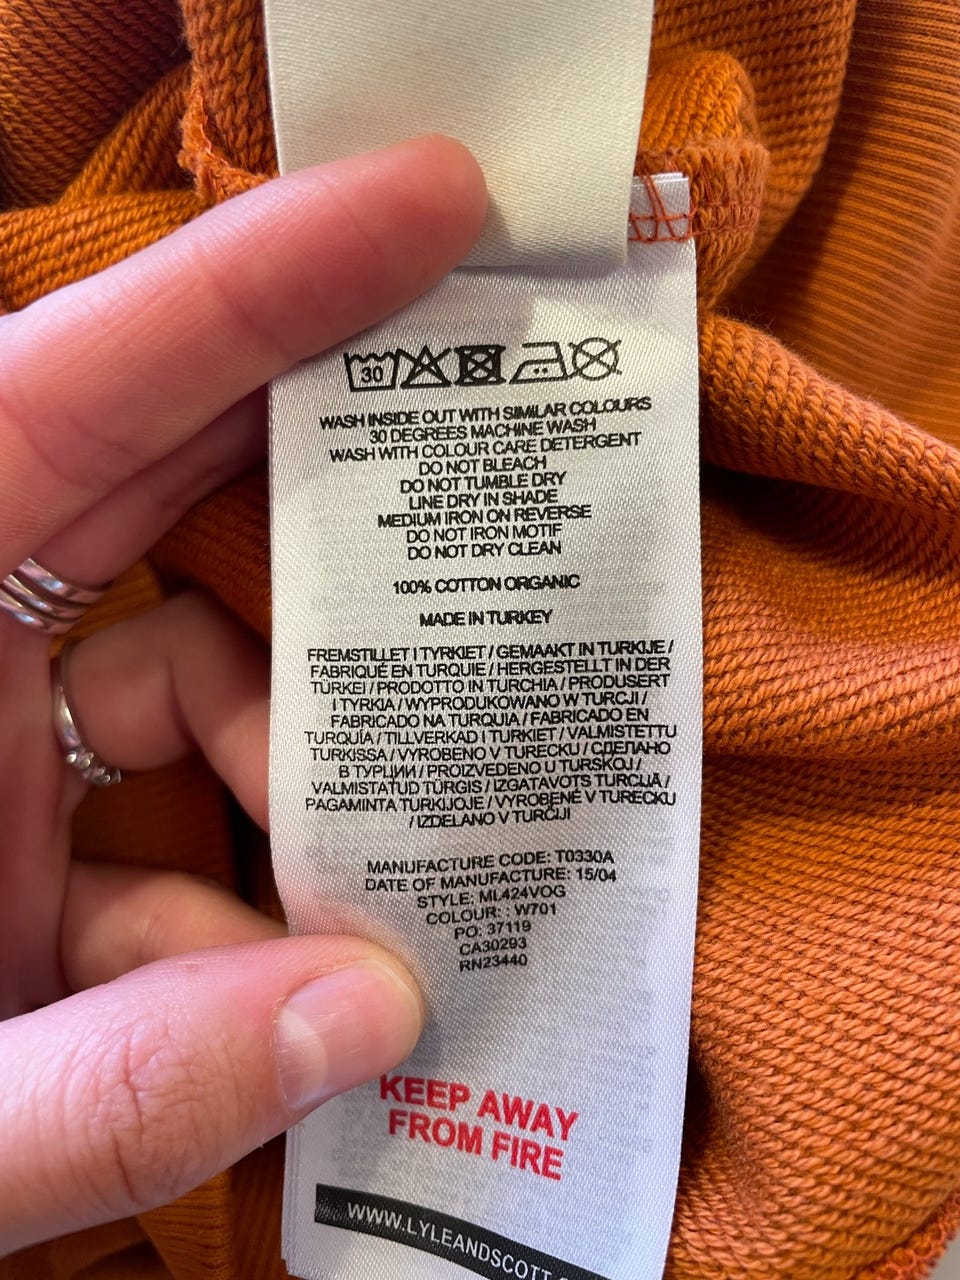 30
WASH INSIDE OUT WITH SIMILAR COLOURS
30 DEGREES MACHINE WASH
WASH WITH COLOUR CARE DETERGENT
DO NOT BLEACH
DO NOT TUMBLE DRY
LINE DRY IN SHADE
MEDIUM IRON ON REVERSE
DO NOT IRON MOTIF
DO NOT DRY CLEAN
100% COTTON ORGANIC
MADE IN TURKEY
FREMSTILLET I TYRKIET / GEMAAKT IN TURKIJE /
FABRIQUÉ EN TURQUIE / HERGESTELLT IN DER
TÜRKEI / PRODOTTO IN TURCHIA / PRODUSERT
I TYRKIA / WYPRODUKOWANO W TURCJI /
FABRICADO NA TURQUIA / FABRICADO EN
TURQUÍA / TILLVERKAD I TURKIET / VALMISTETTU
TURKISSA / VYROBENO V TURECKU / СДЕЛАНО
В ТУРЦИИ / PROIZVEDENO U TURSKOJ /
VALMISTATUD TÜRGIS / IZGATAVOTS TURCIJĀ /
PAGAMINTA TURKIJOJE / VYROBENÉ V TURECKU
/ IZDELANO V TURČIJI
MANUFACTURE CODE: T0330A
DATE OF MANUFACTURE: 15/04
STYLE: ML424VOG
COLOUR: : W701
PO: 37119
CA30293
RN23440
KEEP AWAY
FROM FIRE
WWW.LYLEANDSCOTT